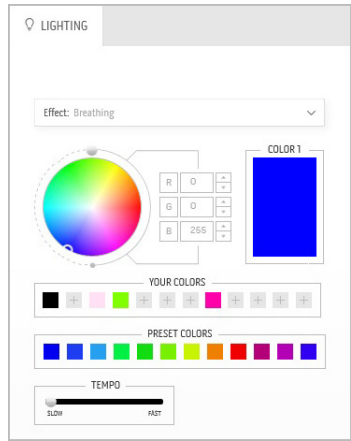 LIGHTING
Effect: Breathing
COLOR 1
R 0
G 0
B 255
YOUR COLORS
PRESET COLORS
TEMPO
SLOW FAST